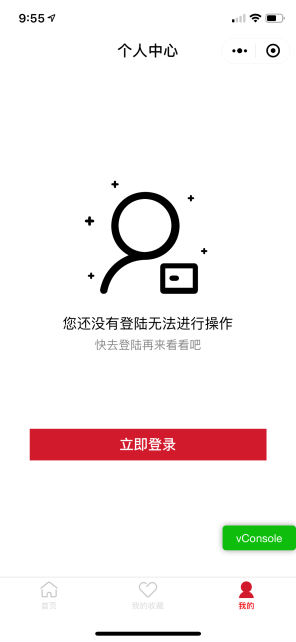 9:55
个人中心
您还没有登陆无法进行操作
快去登陆再来看看吧
立即登录
vConsole
首页
我的收藏
我的